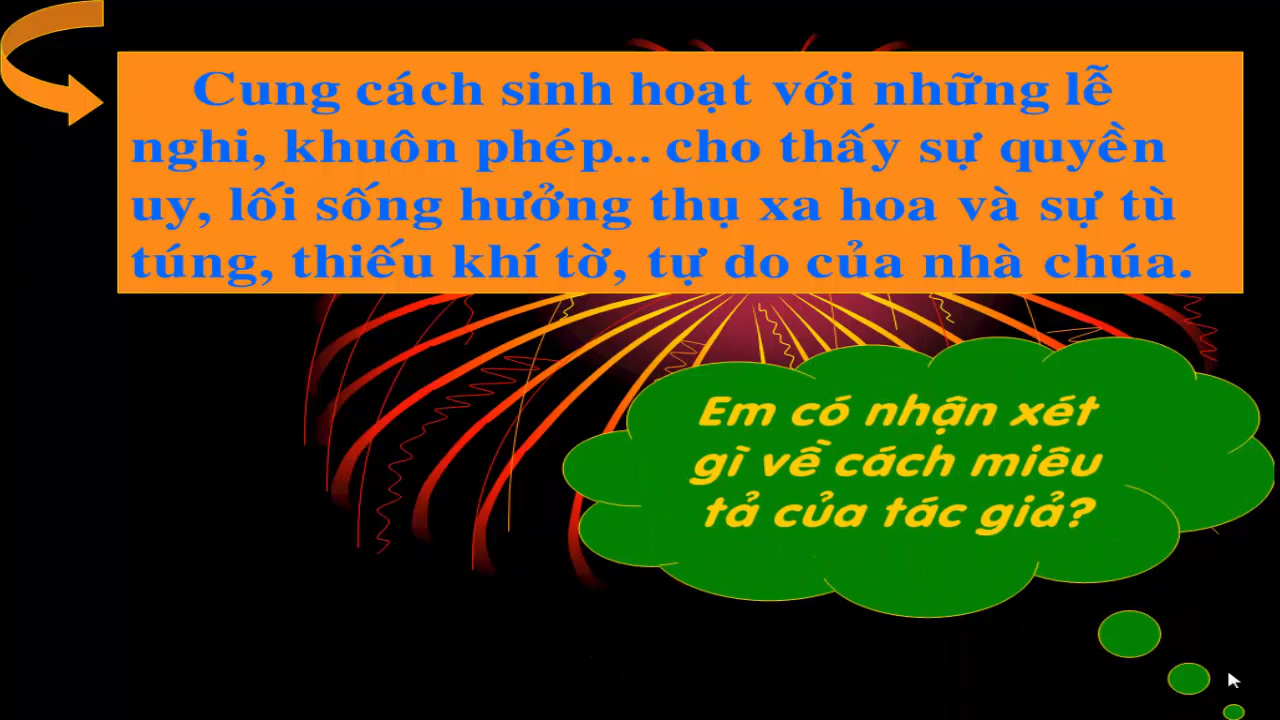 Cung cách sinh hoạt với những lễ
nghi, khuôn phép... cho thấy sự quyền
uy, lối sống hưởng thụ xa hoa và sự tù
túng, thiếu khí tờ, tự do của nhà chúa.
Em có nhận xét
gì về cách miêu
tả của tác giả?